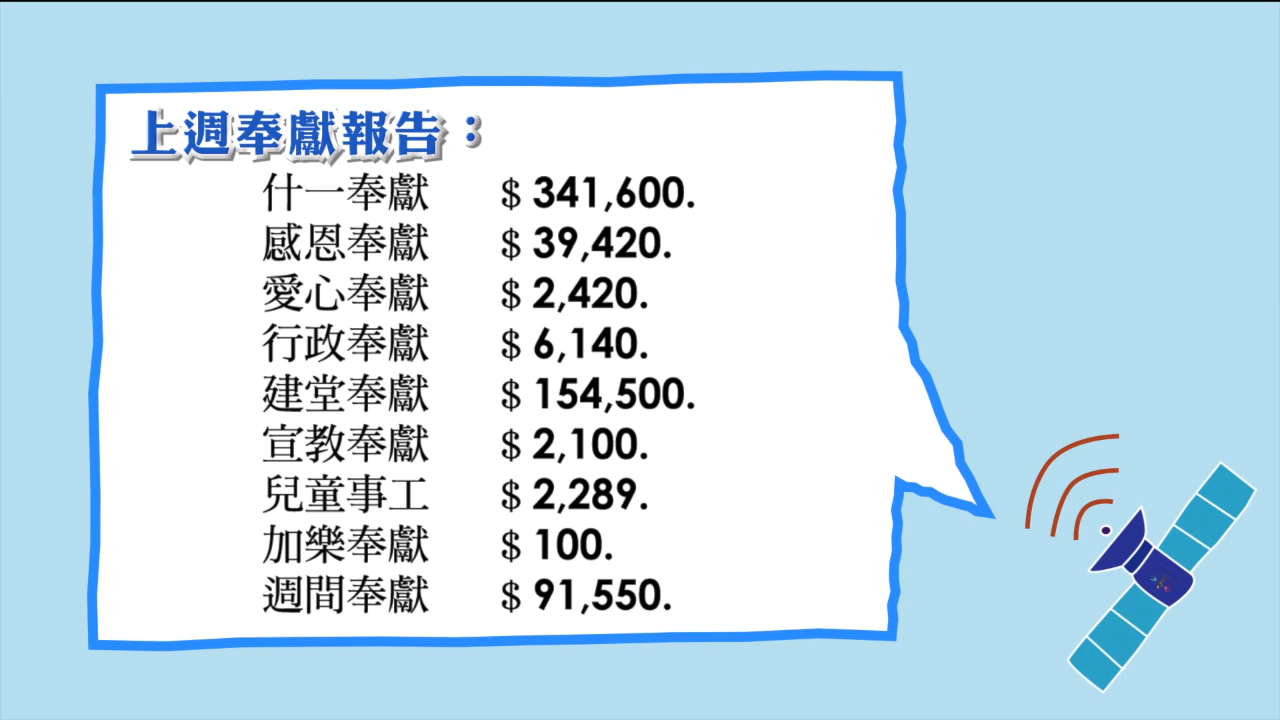 上週奉獻報告：
什一奉獻 $ 341,600.
感恩奉獻 $ 39,420.
愛心奉獻 $ 2,420.
行政奉獻 $ 6,140.
建堂奉獻 $ 154,500.
宣教奉獻 $ 2,100.
兒童事工 $ 2,289.
加樂奉獻 $ 100.
週間奉獻 $ 91,550.